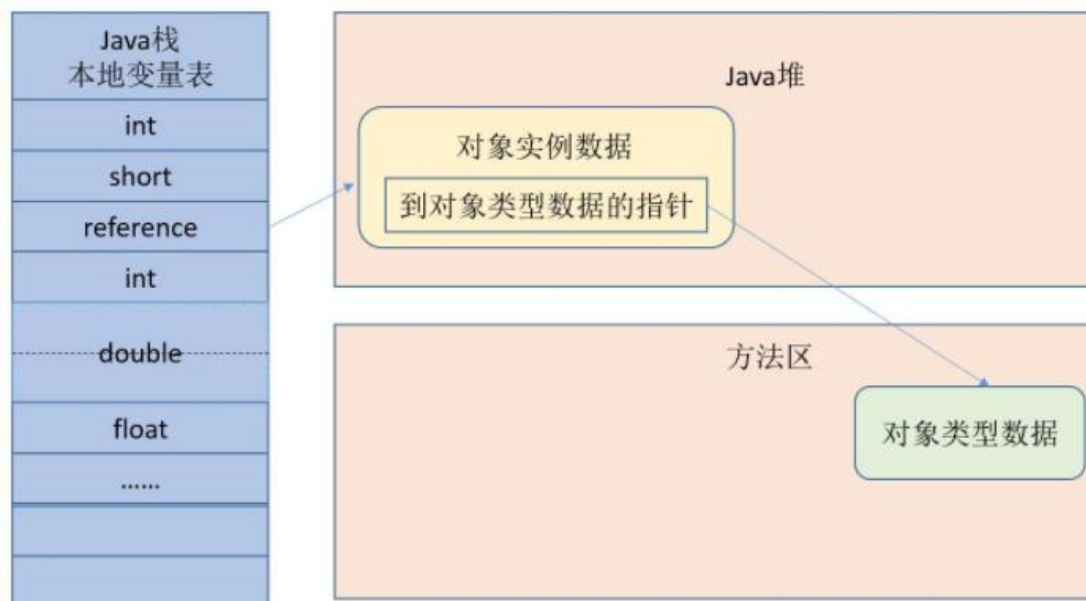 Java栈
本地变量表
int
short
reference
int
double
float
......
Java堆
对象实例数据
到对象类型数据的指针
方法区
对象类型数据